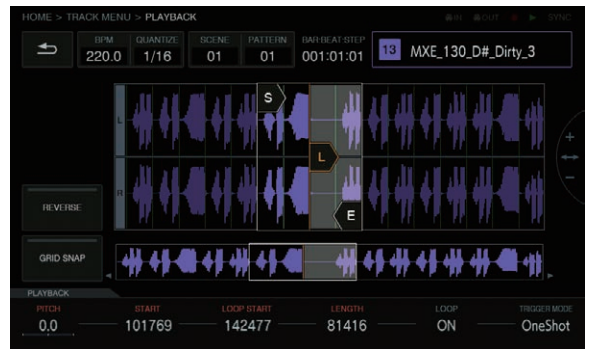 HOME > TRACK MENU > PLAYBACK IN OUT SYNC
BPM QUANTIZE SCENE PATTERN BAR:BEAT:STEP
220.0 1/16 01 01 001:01:01 13 MXE_130_D#_Dirty_3
S
L
L
R
E
+
-
REVERSE
GRID SNAP
PLAYBACK
PITCH START LOOP START LENGTH LOOP TRIGGER MODE
0.0 101769 142477 81416 ON OneShot